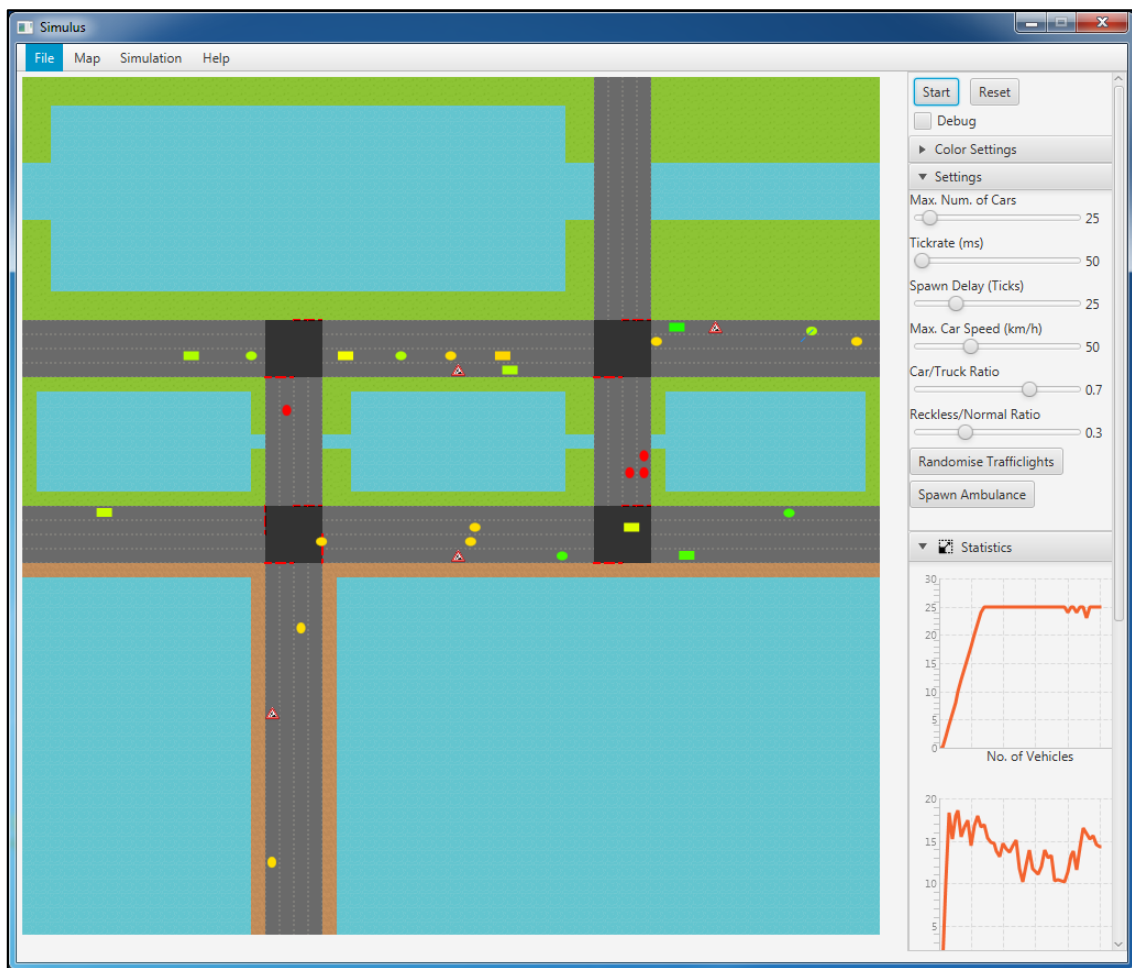 Simulus
File Map Simulation Help
Start Reset
Debug
Color Settings
Settings
Max. Num. of Cars
25
Tickrate (ms)
50
Spawn Delay (Ticks)
25
Max. Car Speed (km/h)
50
Car/Truck Ratio
0.7
Reckless/Normal Ratio
0.3
Randomise Trafficlights
Spawn Ambulance
Statistics
30
25
20
15
10
5
0
No. of Vehicles
20
15
10
5